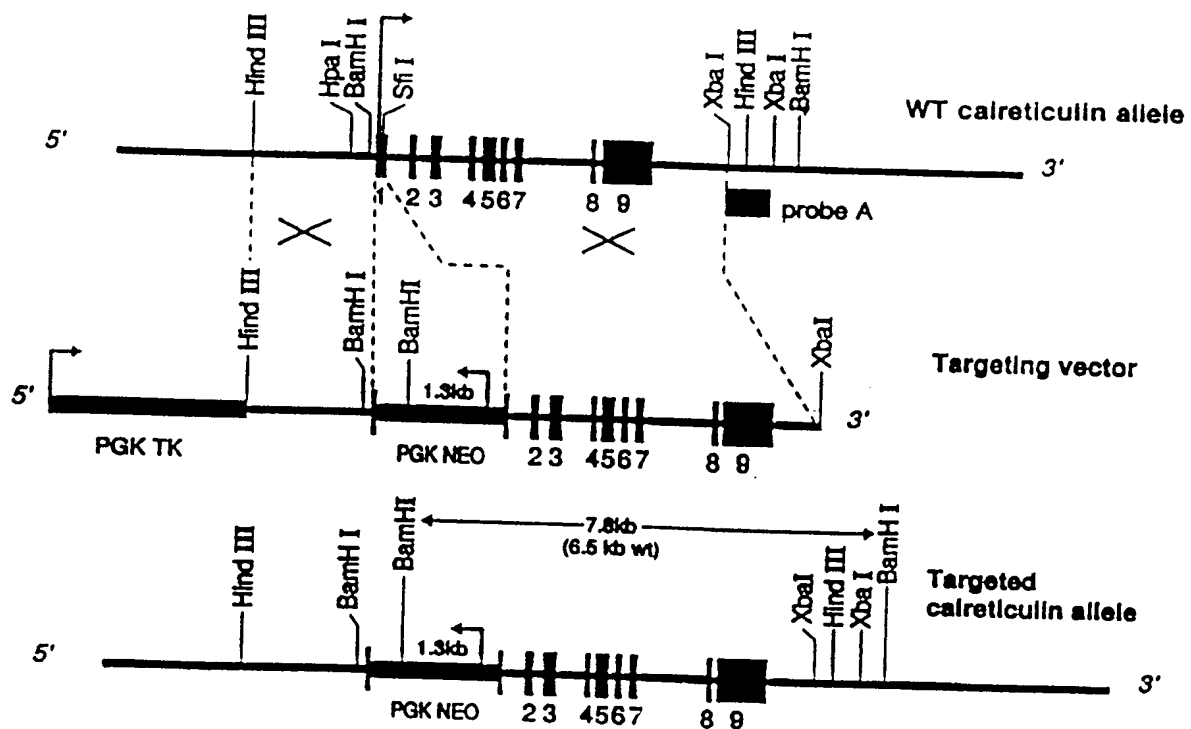 Hind III
Hpa I
BamH I
Sfi I
Xba I
Hind III
Xba I
BamH I
WT calreticulin allele
5'
3'
1 2 3 4 5 6 7 8 9
probe A
Hind III
BamH I
BamHI
1.3kb
XbaI
Targeting vector
5'
3'
PGK TK
PGK NEO
2 3 4 5 6 7 8 9
7.8kb
(6.5 kb wt)
Hind III
BamH I
BamHI
1.3kb
XbaI
Hind III
Xba I
BamH I
Targeted
calreticulin allele
5'
3'
PGK NEO
2 3 4 5 6 7 8 9